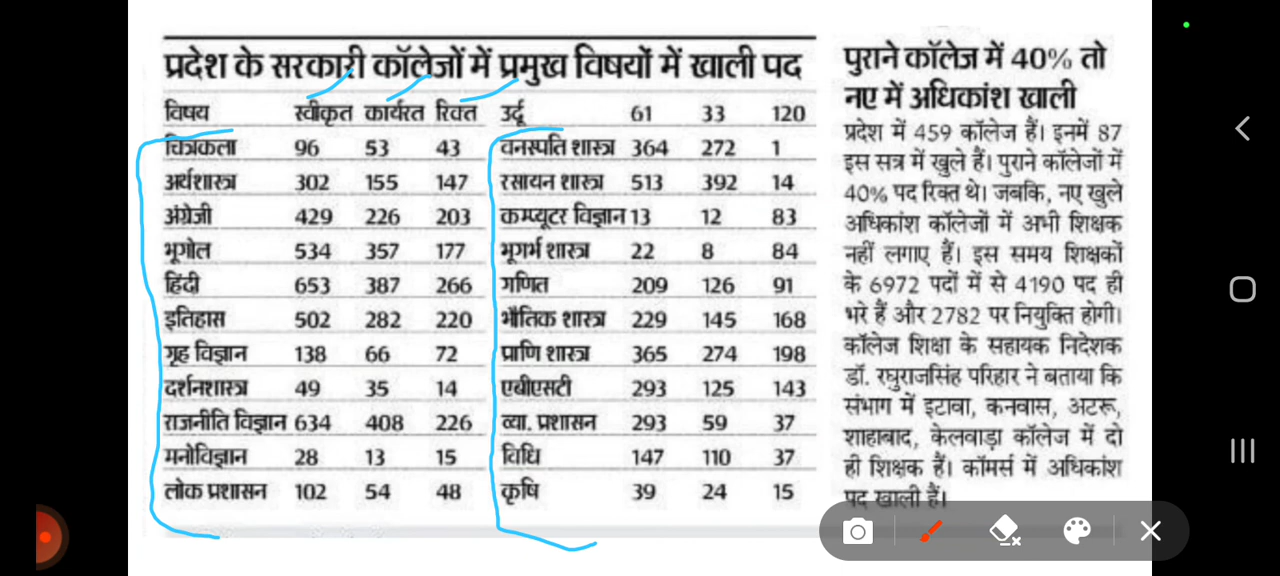 प्रदेश के सरकारी कॉलेजों में प्रमुख विषयों में खाली पद
विषय स्वीकृत कार्यरत रिक्त
चित्रकला 96 53 43
अर्थशास्त्र 302 155 147
अंग्रेजी 429 226 203
भूगोल 534 357 177
हिंदी 653 387 266
इतिहास 502 282 220
गृह विज्ञान 138 66 72
दर्शनशास्त्र 49 35 14
राजनीति विज्ञान 634 408 226
मनोविज्ञान 28 13 15
लोक प्रशासन 102 54 48
उर्दू 61 33 120
वनस्पति शास्त्र 364 272 1
रसायन शास्त्र 513 392 14
कम्प्यूटर विज्ञान 13 12 83
भूगर्भ शास्त्र 22 8 84
गणित 209 126 91
भौतिक शास्त्र 229 145 168
प्राणि शास्त्र 365 274 198
एबीएसटी 293 125 143
व्या. प्रशासन 293 59 37
विधि 147 110 37
कृषि 39 24 15
पुराने कॉलेज में 40% तो
नए में अधिकांश खाली
प्रदेश में 459 कॉलेज हैं। इनमें 87
इस सत्र में खुले हैं। पुराने कॉलेजों में
40% पद रिक्त थे। जबकि, नए खुले
अधिकांश कॉलेजों में अभी शिक्षक
नहीं लगाए हैं। इस समय शिक्षकों
के 6972 पदों में से 4190 पद ही
भरे हैं और 2782 पर नियुक्ति होगी।
कॉलेज शिक्षा के सहायक निदेशक
डॉ. रघुराजसिंह परिहार ने बताया कि
संभाग में इटावा, कनवास, अटरू,
शाहाबाद, केलवाड़ा कॉलेज में दो
ही शिक्षक हैं। कॉमर्स में अधिकांश
पद खाली हैं।